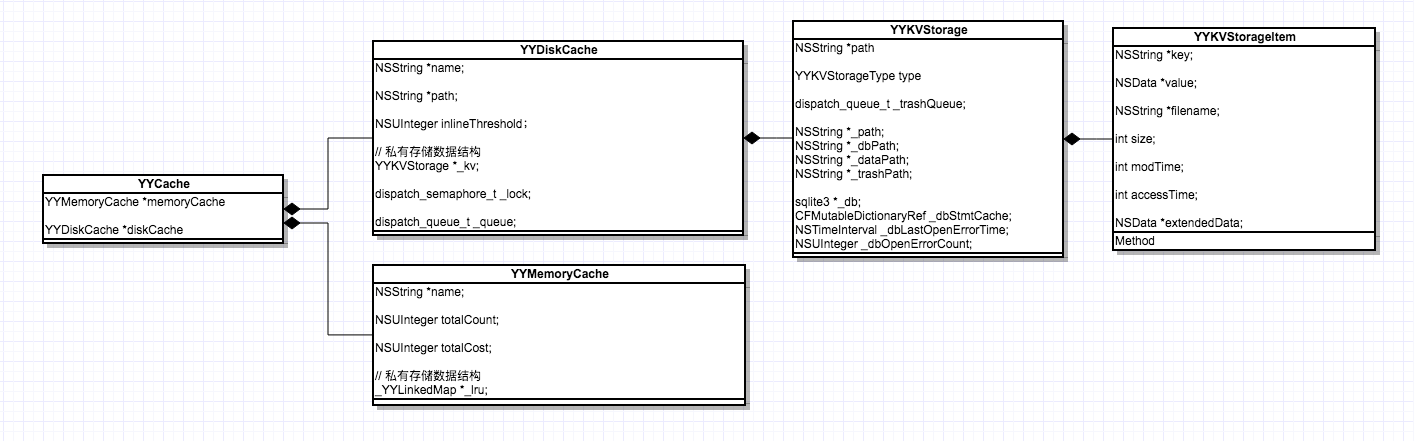 YYCache
YYMemoryCache *memoryCache
YYDiskCache *diskCache
YYDiskCache
NSString *name;
NSString *path;
NSUInteger inlineThreshold；
// 私有存储数据结构
YYKVStorage *_kv;
dispatch_semaphore_t _lock;
dispatch_queue_t _queue;
YYMemoryCache
NSString *name;
NSUInteger totalCount;
NSUInteger totalCost;
// 私有存储数据结构
_YYLinkedMap *_lru;
YYKVStorage
NSString *path
YYKVStorageType type
dispatch_queue_t _trashQueue;
NSString *_path;
NSString *_dbPath;
NSString *_dataPath;
NSString *_trashPath;
sqlite3 *_db;
CFMutableDictionaryRef _dbStmtCache;
NSTimeInterval _dbLastOpenErrorTime;
NSUInteger _dbOpenErrorCount;
YYKVStorageItem
NSString *key;
NSData *value;
NSString *filename;
int size;
int modTime;
int accessTime;
NSData *extendedData;
Method